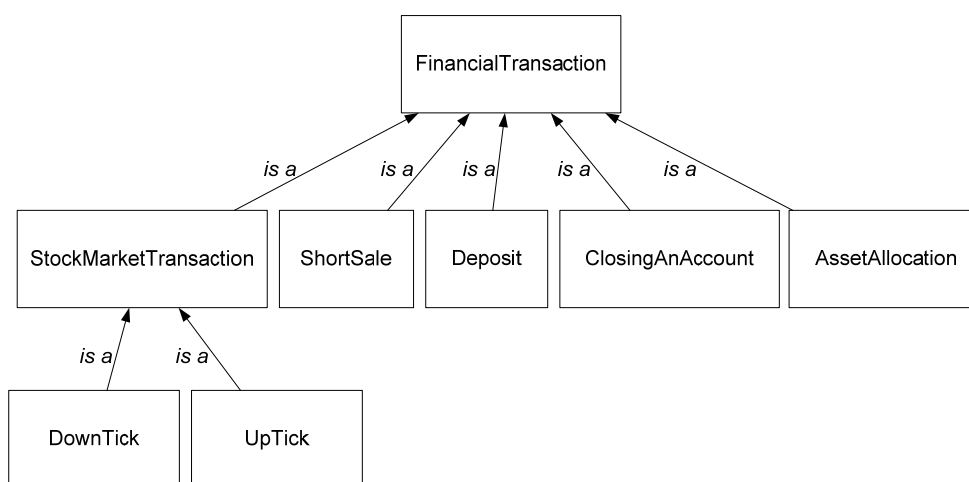 FinancialTransaction
is a
is a
is a
is a
is a
StockMarketTransaction
ShortSale
Deposit
ClosingAnAccount
AssetAllocation
is a
is a
DownTick
UpTick